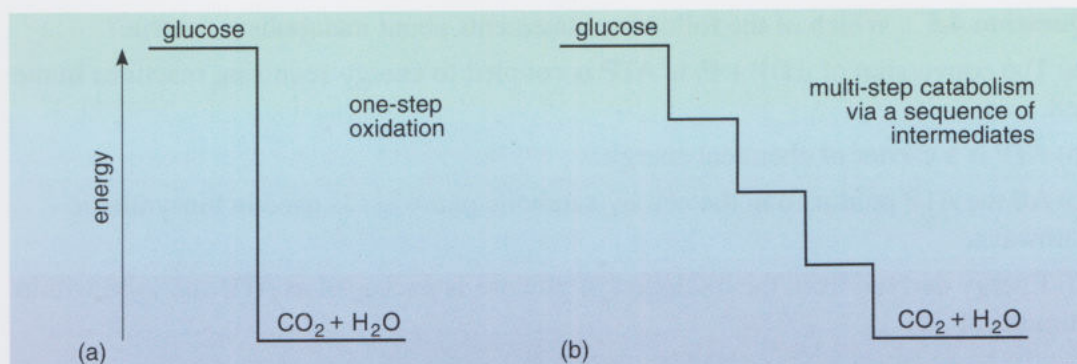 glucose
one-step
oxidation
energy
CO₂ + H₂O
(a)
glucose
multi-step catabolism
via a sequence of
intermediates
CO₂ + H₂O
(b)